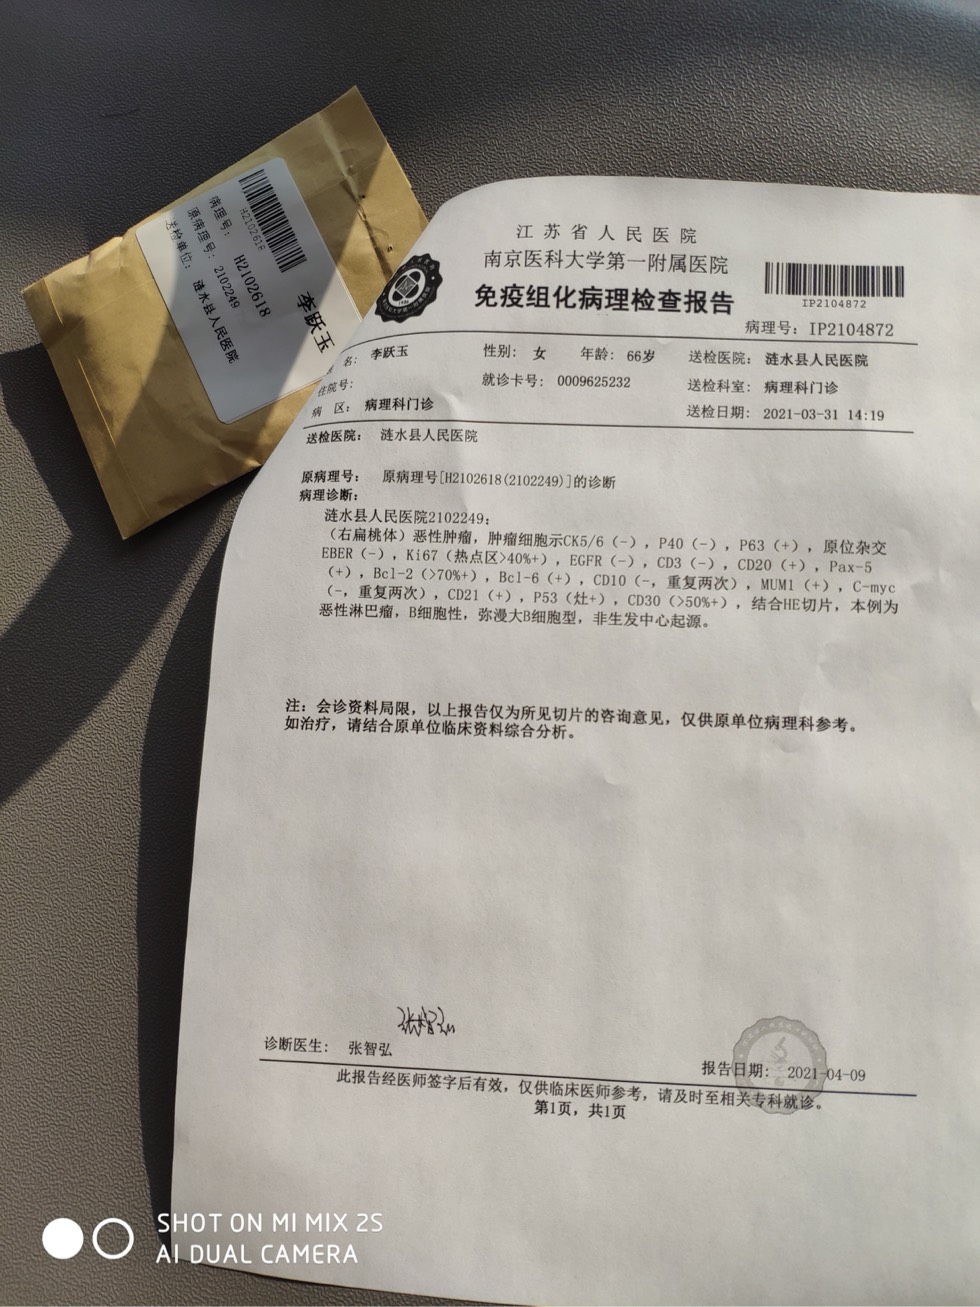 病理号： H2102618
原病理号： 2102249
送检单位： 涟水县人民医院
李跃玉
江苏省人民医院
南京医科大学第一附属医院
免疫组化病理检查报告
IP2104872
病理号：IP2104872
名： 李跃玉 性别： 女 年龄： 66岁 送检医院： 涟水县人民医院
住院号： 就诊卡号： 0009625232 送检科室： 病理科门诊
病 区： 病理科门诊 送检日期： 2021-03-31 14:19
送检医院： 涟水县人民医院
原病理号： 原病理号[H2102618(2102249)]的诊断
病理诊断：
涟水县人民医院2102249：
（右扁桃体）恶性肿瘤，肿瘤细胞示CK5/6（-），P40（-），P63（+），原位杂交
EBER（-），Ki67（热点区>40%+），EGFR（-），CD3（-），CD20（+），Pax-5
（+），Bcl-2（>70%+），Bcl-6（+），CD10（-，重复两次），MUM1（+），C-myc
（-，重复两次），CD21（+），P53（灶+），CD30（>50%+），结合HE切片，本例为
恶性淋巴瘤，B细胞性，弥漫大B细胞型，非生发中心起源。
注：会诊资料局限，以上报告仅为所见切片的咨询意见，仅供原单位病理科参考。
如治疗，请结合原单位临床资料综合分析。
诊断医生： 张智弘
报告日期： 2021-04-09
此报告经医师签字后有效，仅供临床医师参考，请及时至相关专科就诊。
第1页，共1页
SHOT ON MI MIX 2S
AI DUAL CAMERA